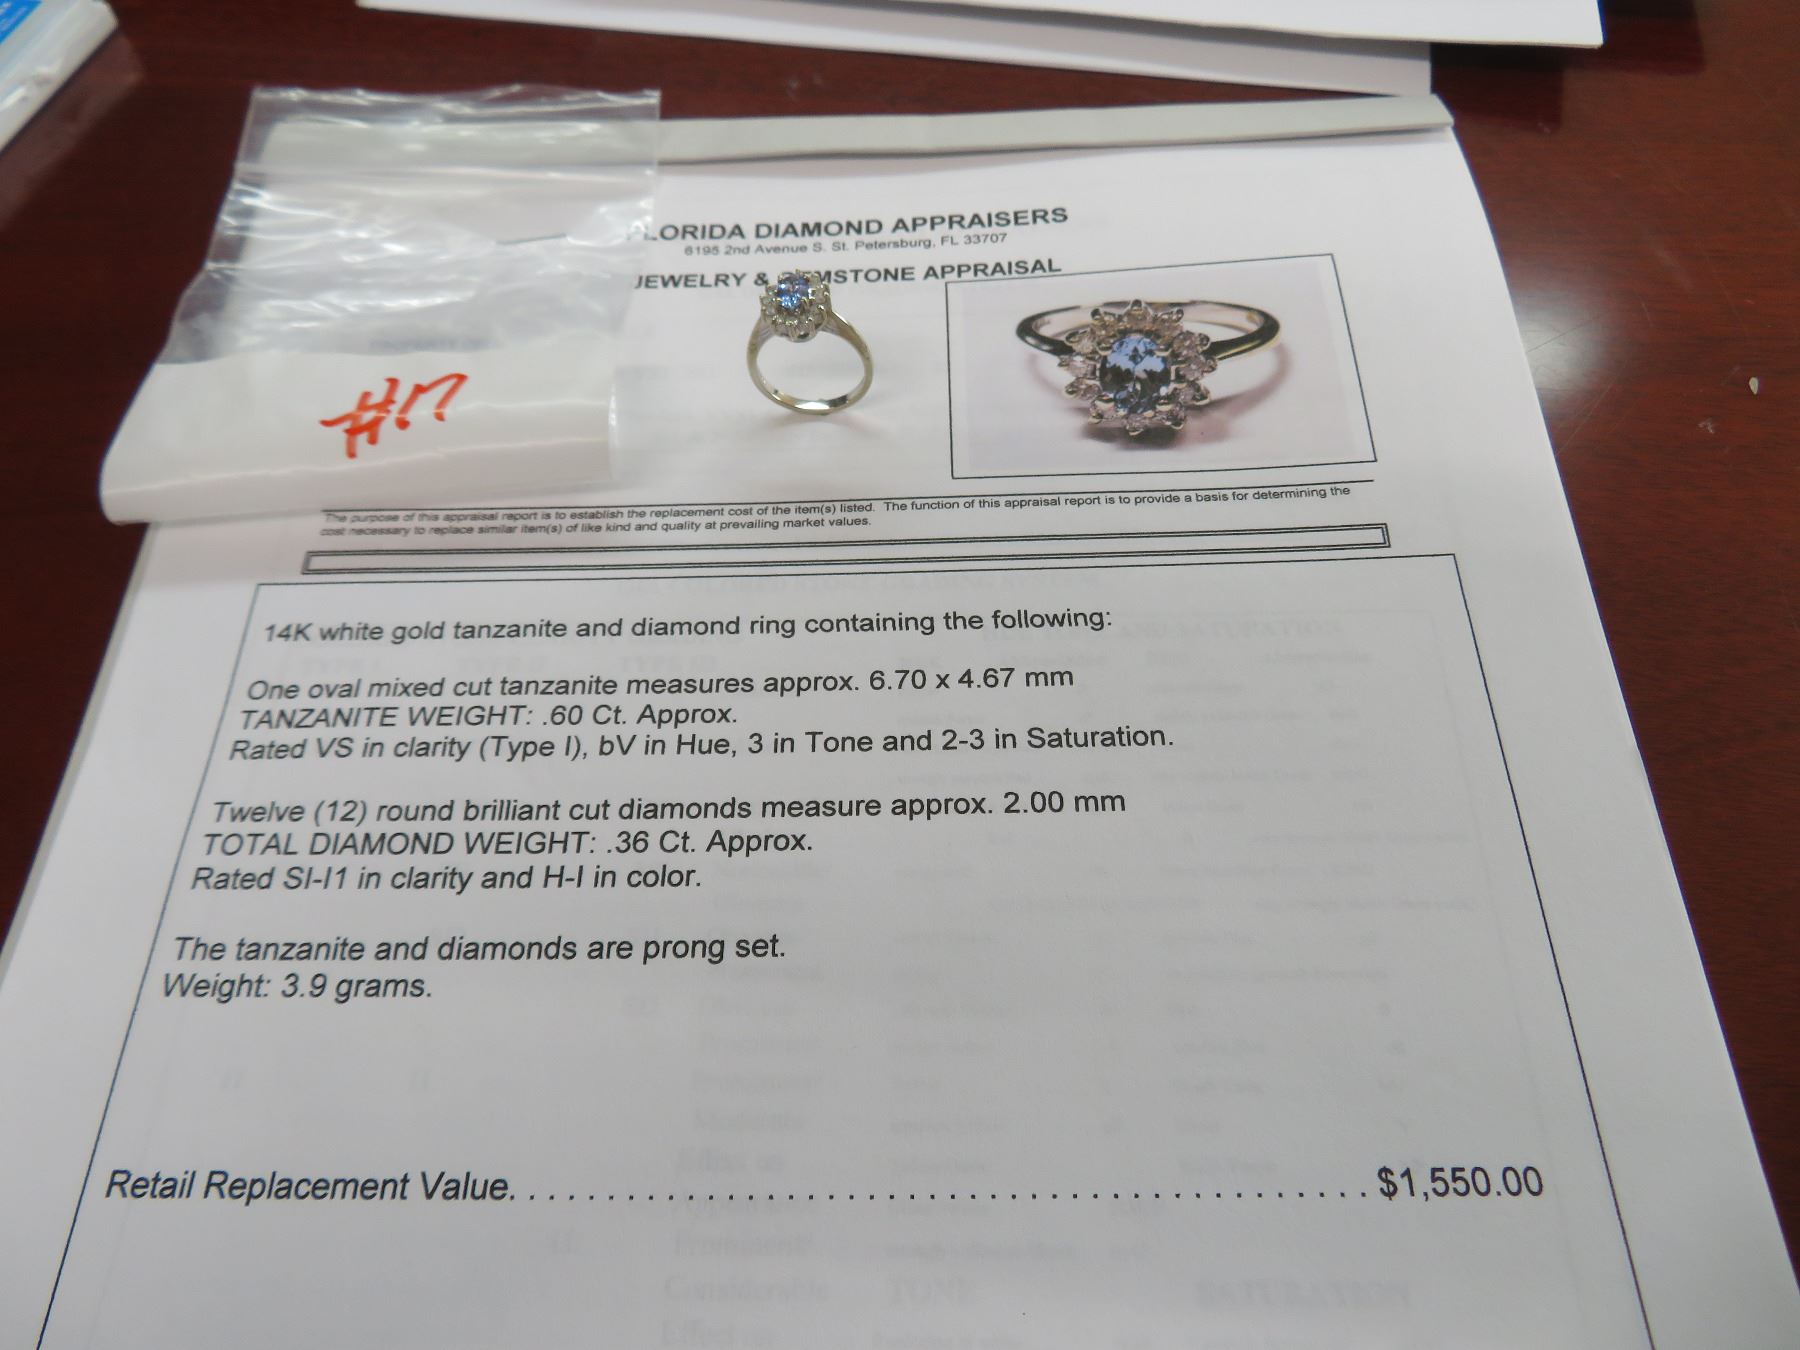 FLORIDA DIAMOND APPRAISERS
6195 2nd Avenue S. St. Petersburg, FL 33707
JEWELRY & GEMSTONE APPRAISAL
#17
The purpose of this appraisal report is to establish the replacement cost of the item(s) listed. The function of this appraisal report is to provide a basis for determining the
cost necessary to replace similar item(s) of like kind and quality at prevailing market values.
14K white gold tanzanite and diamond ring containing the following:
One oval mixed cut tanzanite measures approx. 6.70 x 4.67 mm
TANZANITE WEIGHT: .60 Ct. Approx.
Rated VS in clarity (Type I), bV in Hue, 3 in Tone and 2-3 in Saturation.
Twelve (12) round brilliant cut diamonds measure approx. 2.00 mm
TOTAL DIAMOND WEIGHT: .36 Ct. Approx.
Rated SI-I1 in clarity and H-I in color.
The tanzanite and diamonds are prong set.
Weight: 3.9 grams.
Retail Replacement Value. . . . . . . . . . . . . . . . . . . . . . . . . . . . . . . . . . . . . . . . $1,550.00